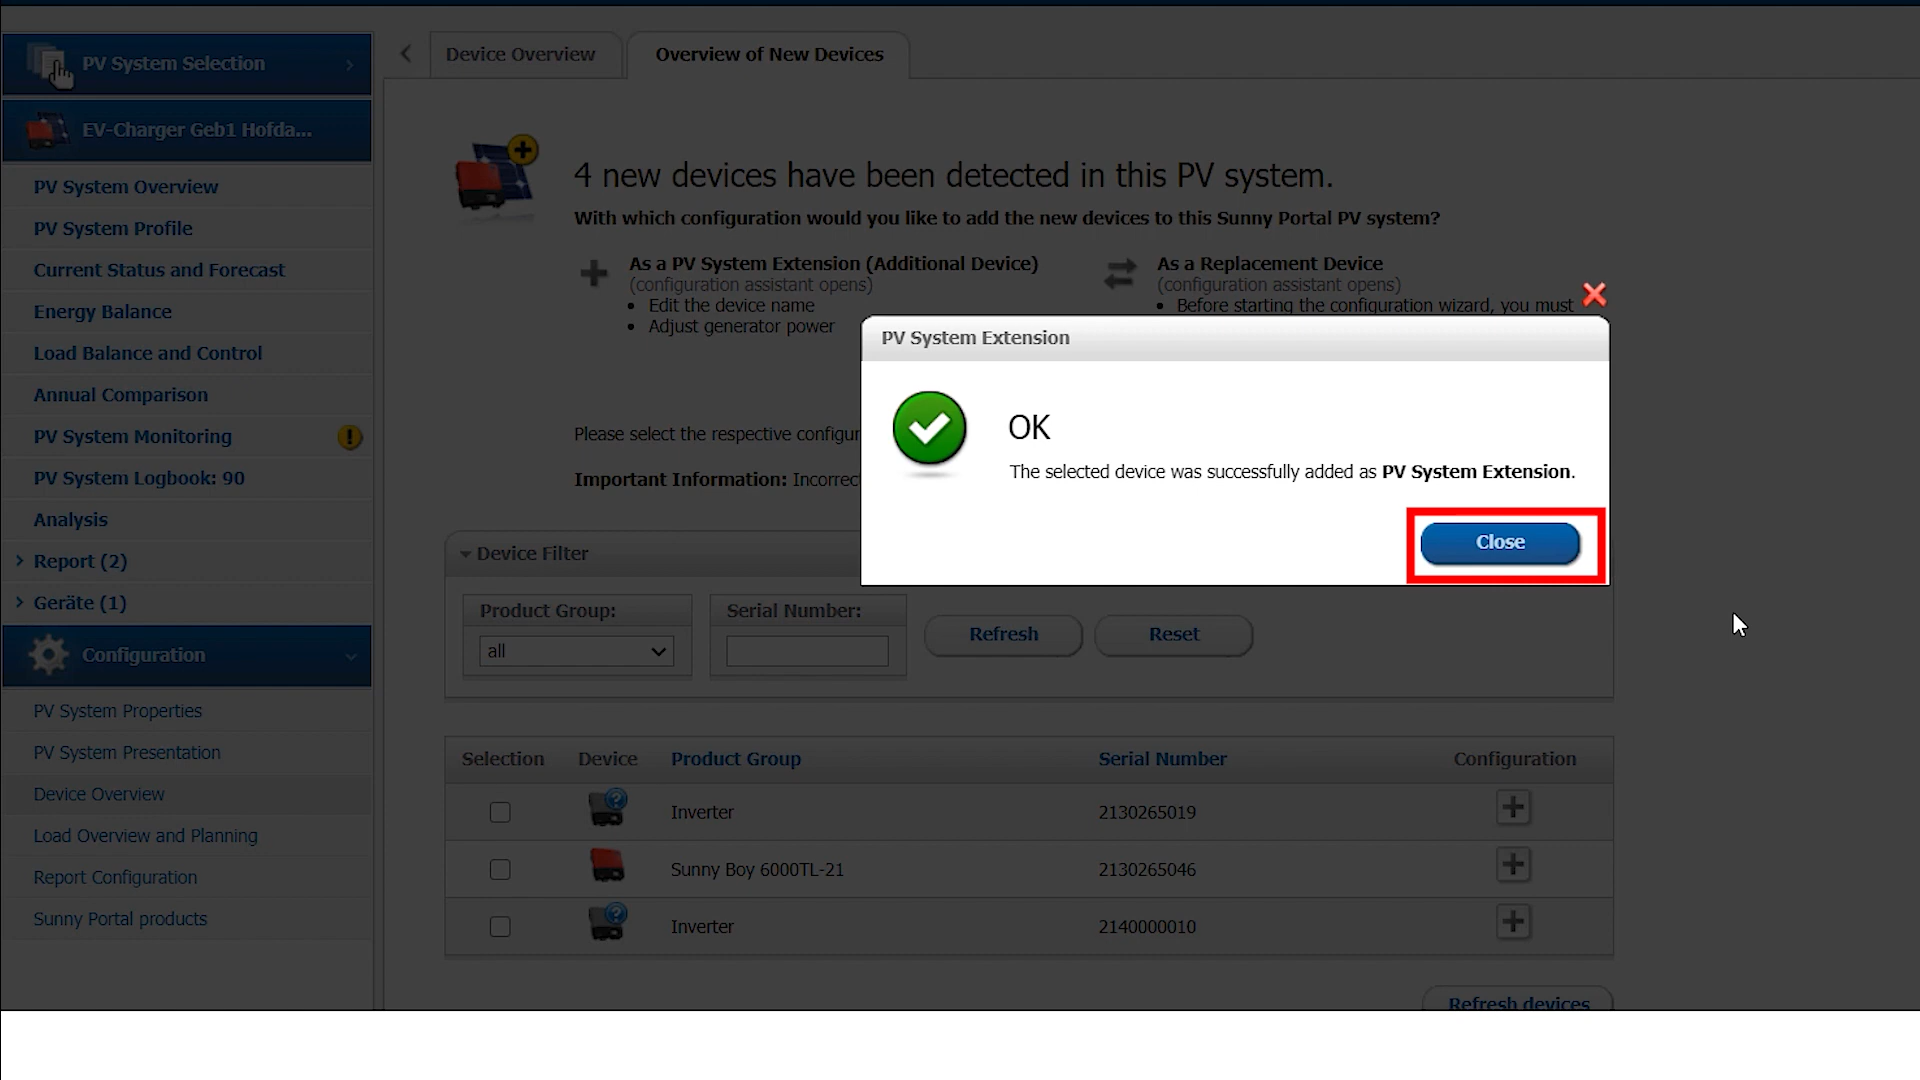 PV System Selection
EV-Charger Geb1 Hofda...
PV System Overview
PV System Profile
Current Status and Forecast
Energy Balance
Load Balance and Control
Annual Comparison
PV System Monitoring
PV System Logbook: 90
Analysis
Report (2)
Geräte (1)
Configuration
PV System Properties
PV System Presentation
Device Overview
Load Overview and Planning
Report Configuration
Sunny Portal products
Device Overview
Overview of New Devices
4 new devices have been detected in this PV system.
With which configuration would you like to add the new devices to this Sunny Portal PV system?
As a PV System Extension (Additional Device)
(configuration assistant opens)
• Edit the device name
• Adjust generator power
As a Replacement Device
(configuration assistant opens)
• Before starting the configuration wizard, you must
Please select the respective configur
Important Information: Incorrec
PV System Extension
OK
The selected device was successfully added as PV System Extension.
Close
Device Filter
Product Group:
all
Serial Number:
Refresh
Reset
Selection Device Product Group Serial Number Configuration
Inverter 2130265019
Sunny Boy 6000TL-21 2130265046
Inverter 2140000010
Refresh devices